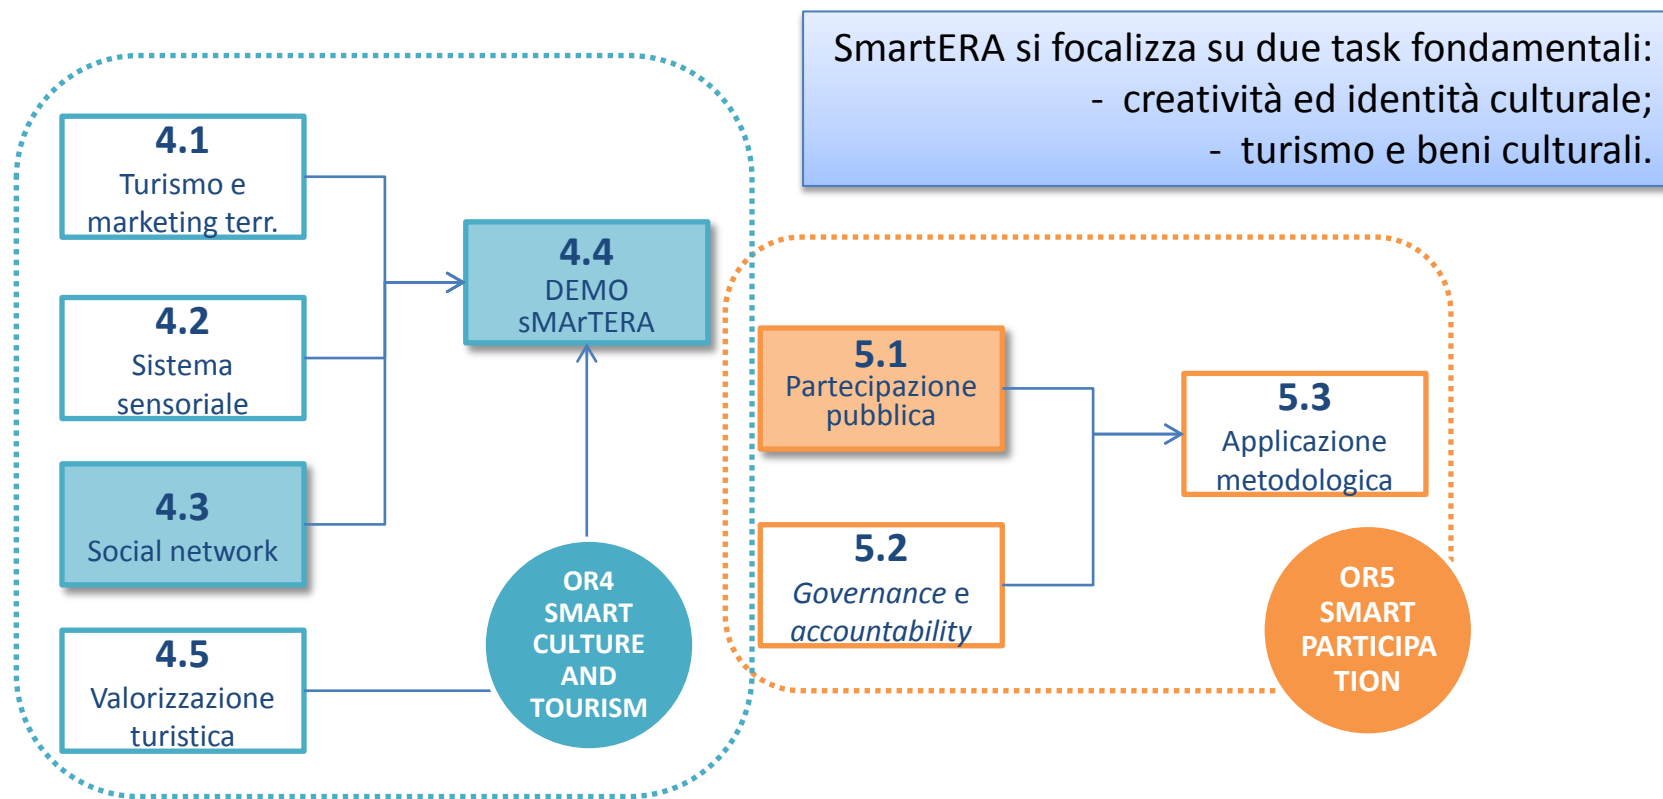 SmartERA si focalizza su due task fondamentali:
- creatività ed identità culturale;
- turismo e beni culturali.
4.1
Turismo e
marketing terr.
4.2
Sistema
sensoriale
4.3
Social network
4.5
Valorizzazione
turistica
4.4
DEMO
sMArTERA
OR4
SMART
CULTURE
AND
TOURISM
5.1
Partecipazione
pubblica
5.2
Governance e
accountability
5.3
Applicazione
metodologica
OR5
SMART
PARTICIPA
TION